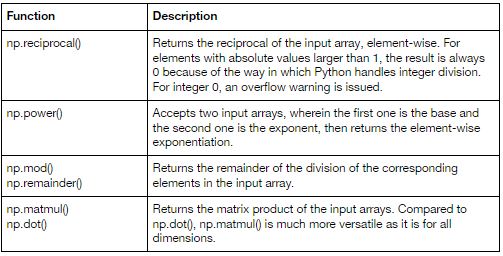 Function Description
np.reciprocal() Returns the reciprocal of the input array, element-wise. For
elements with absolute values larger than 1, the result is always
0 because of the way in which Python handles integer division.
For integer 0, an overflow warning is issued.
np.power() Accepts two input arrays, wherein the first one is the base and
the second one is the exponent, then returns the element-wise
exponentiation.
np.mod() Returns the remainder of the division of the corresponding
np.remainder() elements in the input array.
np.matmul() Returns the matrix product of the input arrays. Compared to
np.dot() np.dot(), np.matmul() is much more versatile as it is for all
dimensions.